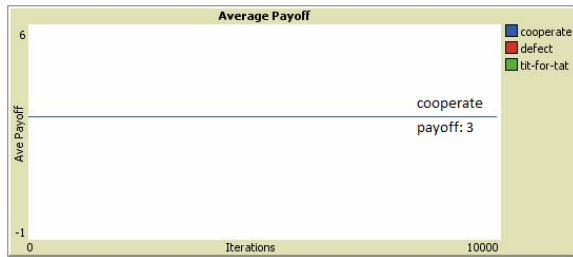 Average Payoff
6
Ave Payoff
-1
0
Iterations
10000
cooperate
payoff: 3
cooperate
defect
tit-for-tat